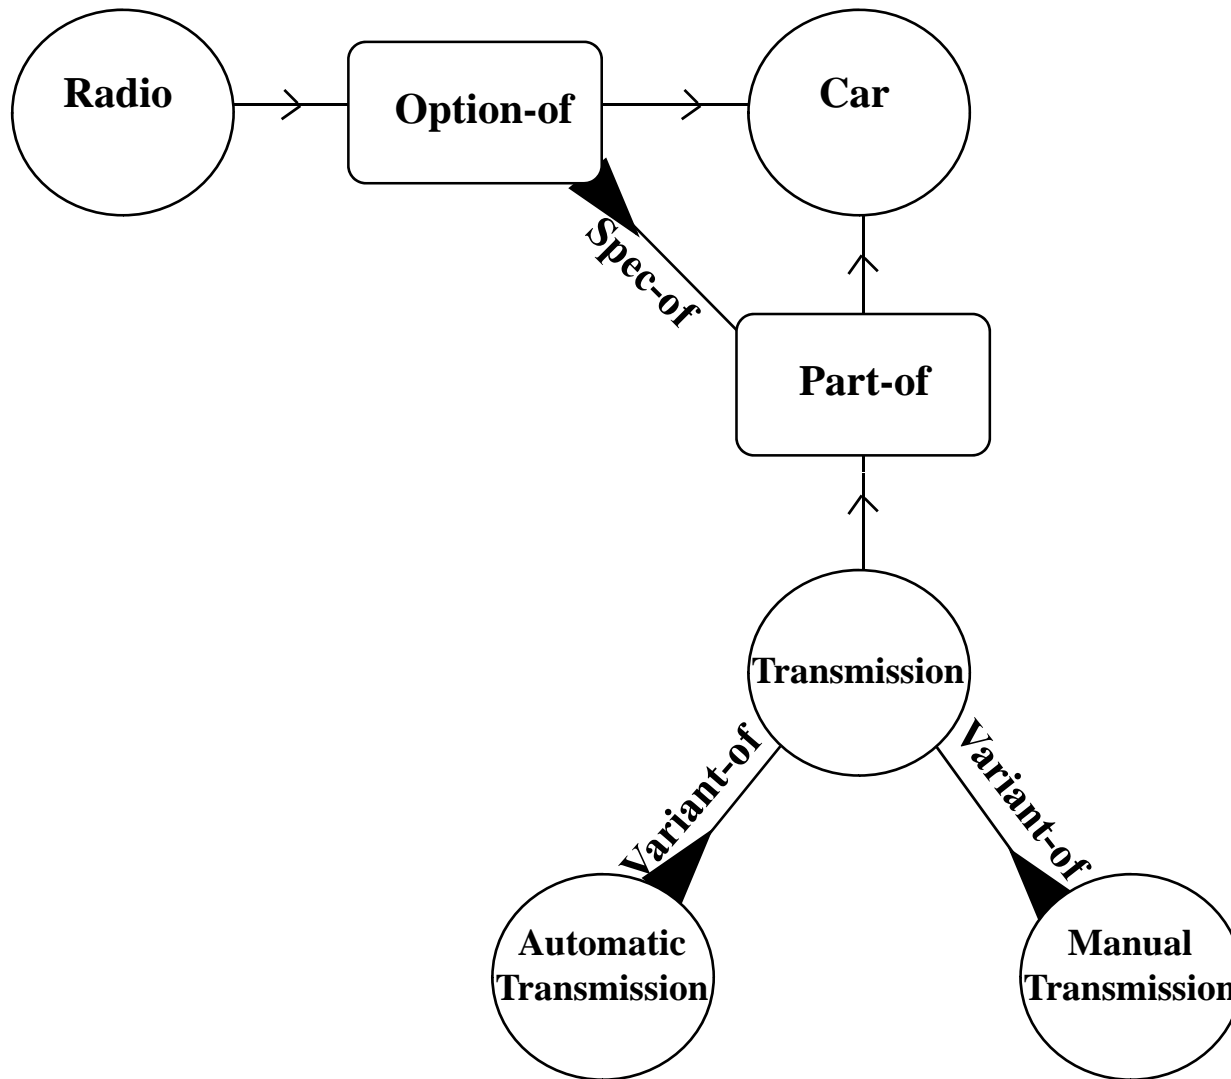 Radio
Option-of
Car
Spec-of
Part-of
Transmission
Variant-of
Variant-of
Automatic
Transmission
Manual
Transmission